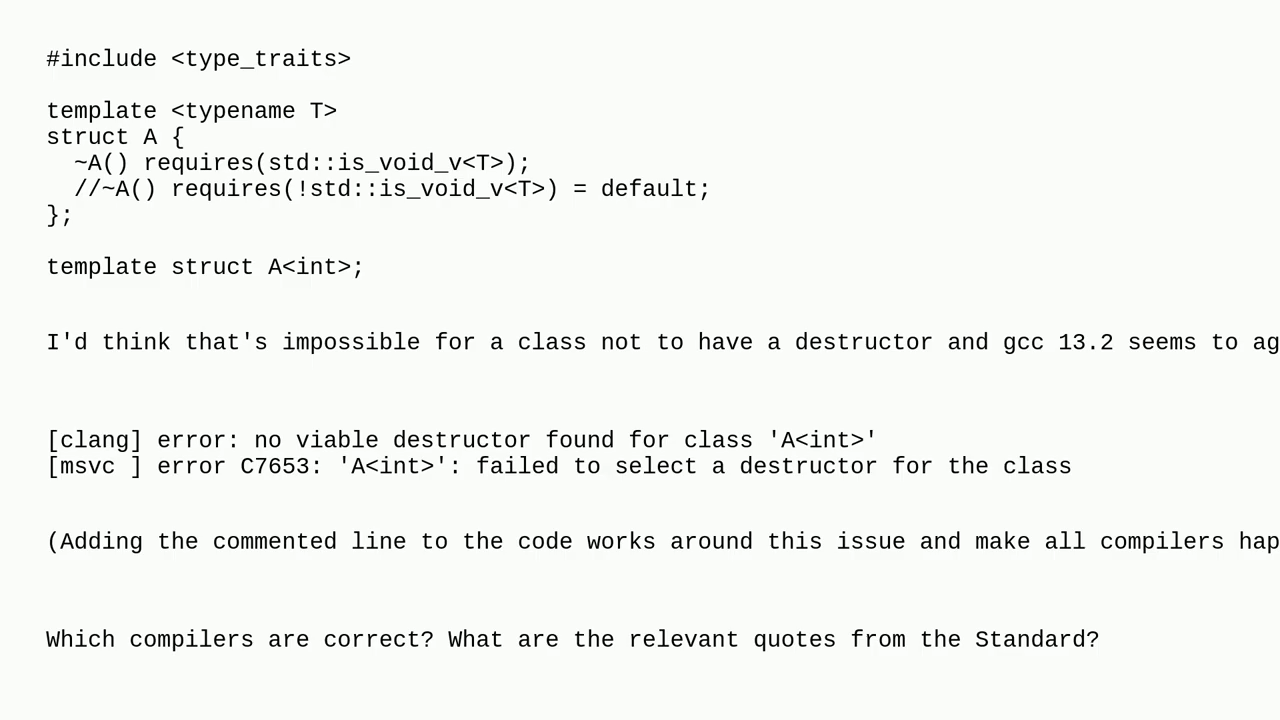 #include <type_traits>
template <typename T>
struct A {
  ~A() requires(std::is_void_v<T>);
  //~A() requires(!std::is_void_v<T>) = default;
};
template struct A<int>;
I'd think that's impossible for a class not to have a destructor and gcc 13.2 seems to ag
[clang] error: no viable destructor found for class 'A<int>'
[msvc ] error C7653: 'A<int>': failed to select a destructor for the class
(Adding the commented line to the code works around this issue and make all compilers hap
Which compilers are correct? What are the relevant quotes from the Standard?